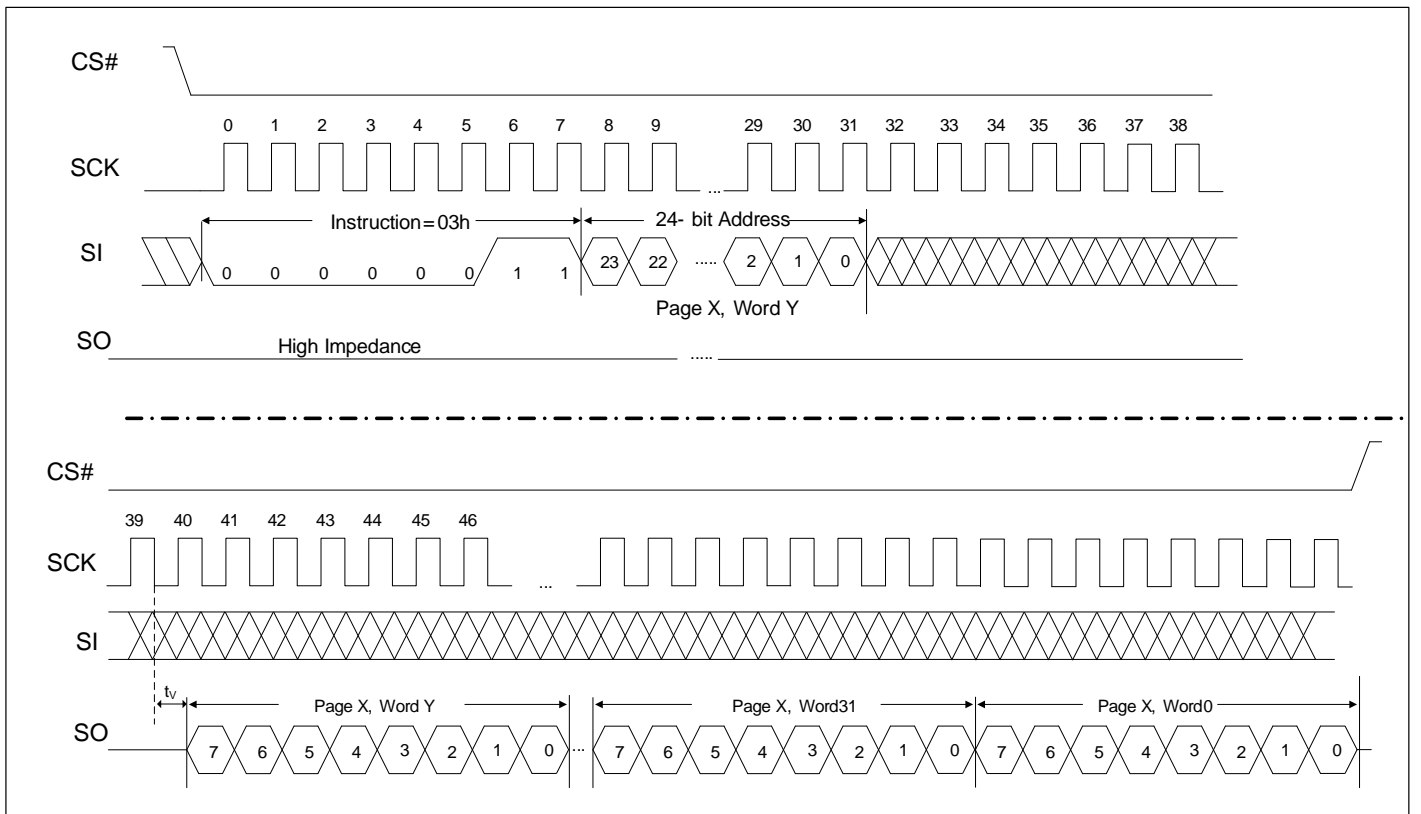 CS#
0 1 2 3 4 5 6 7 8 9 29 30 31 32 33 34 35 36 37 38
SCK
...
Instruction=03h 24- bit Address
SI
0 0 0 0 0 0 1 1 23 22 ..... 2 1 0
Page X, Word Y
SO
High Impedance .....
CS#
39 40 41 42 43 44 45 46
SCK
...
SI
tV Page X, Word Y Page X, Word31 Page X, Word0
SO
7 6 5 4 3 2 1 0 ... 7 6 5 4 3 2 1 0 7 6 5 4 3 2 1 0